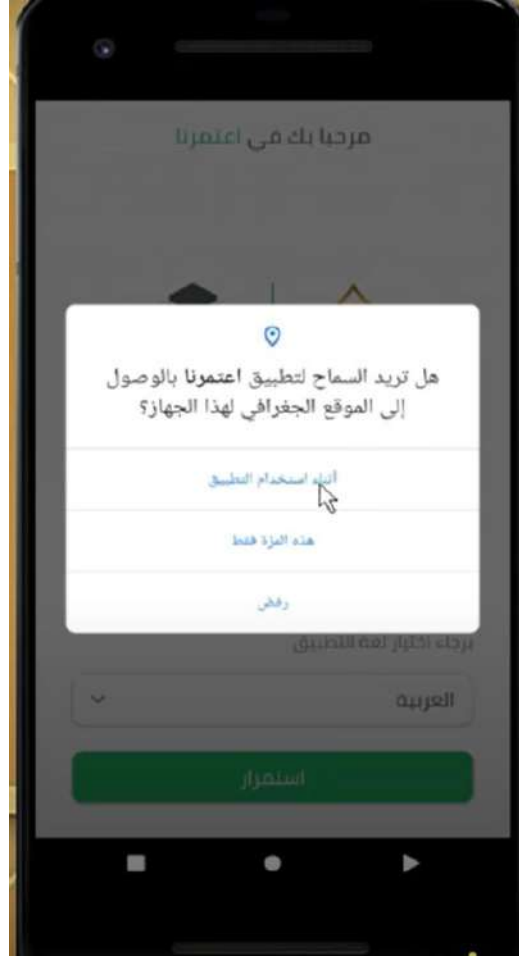 مرحبا بك في اعتمرنا
هل تريد السماح لتطبيق اعتمرنا بالوصول
إلى الموقع الجغرافي لهذا الجهاز؟
أثناء استخدام التطبيق
هذه المرّة فقط
رفض
برجاء اختيار لغة التطبيق
العربية
استمرار